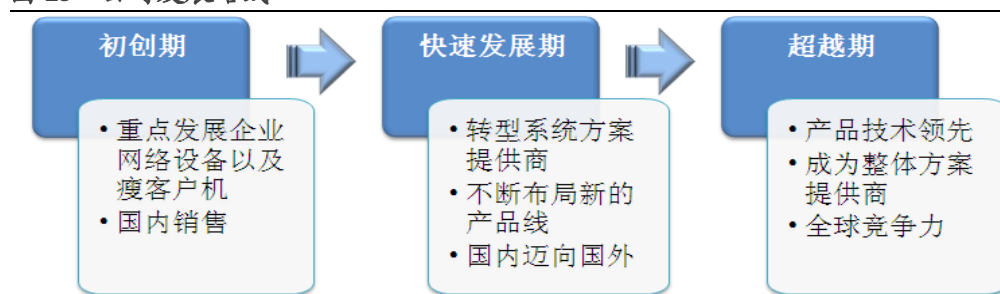 初创期
• 重点发展企业
网络设备以及
瘦客户机
• 国内销售
快速发展期
• 转型系统方案
提供商
• 不断布局新的
产品线
• 国内迈向国外
超越期
• 产品技术领先
• 成为整体方案
提供商
• 全球竞争力